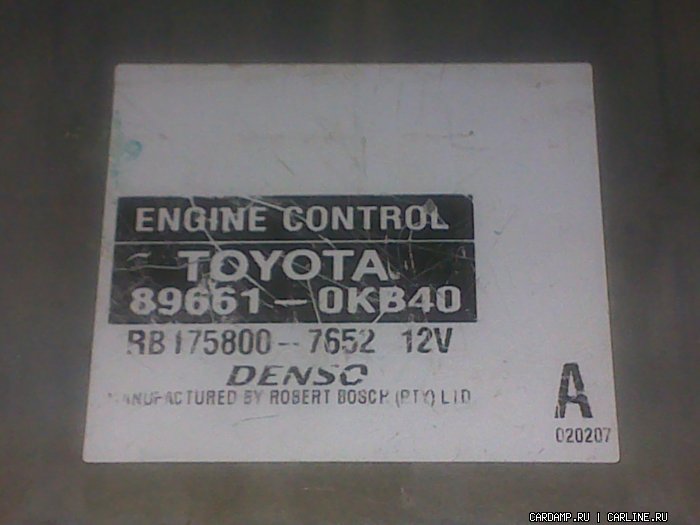 ENGINE CONTROL
TOYOTA
89661-0KB40
RB175800-7652 12V
DENSO
MANUFACTURED BY ROBERT BOSCH (PTY) LTD
A
020207
CARDAMP.RU | CARLINE.RU